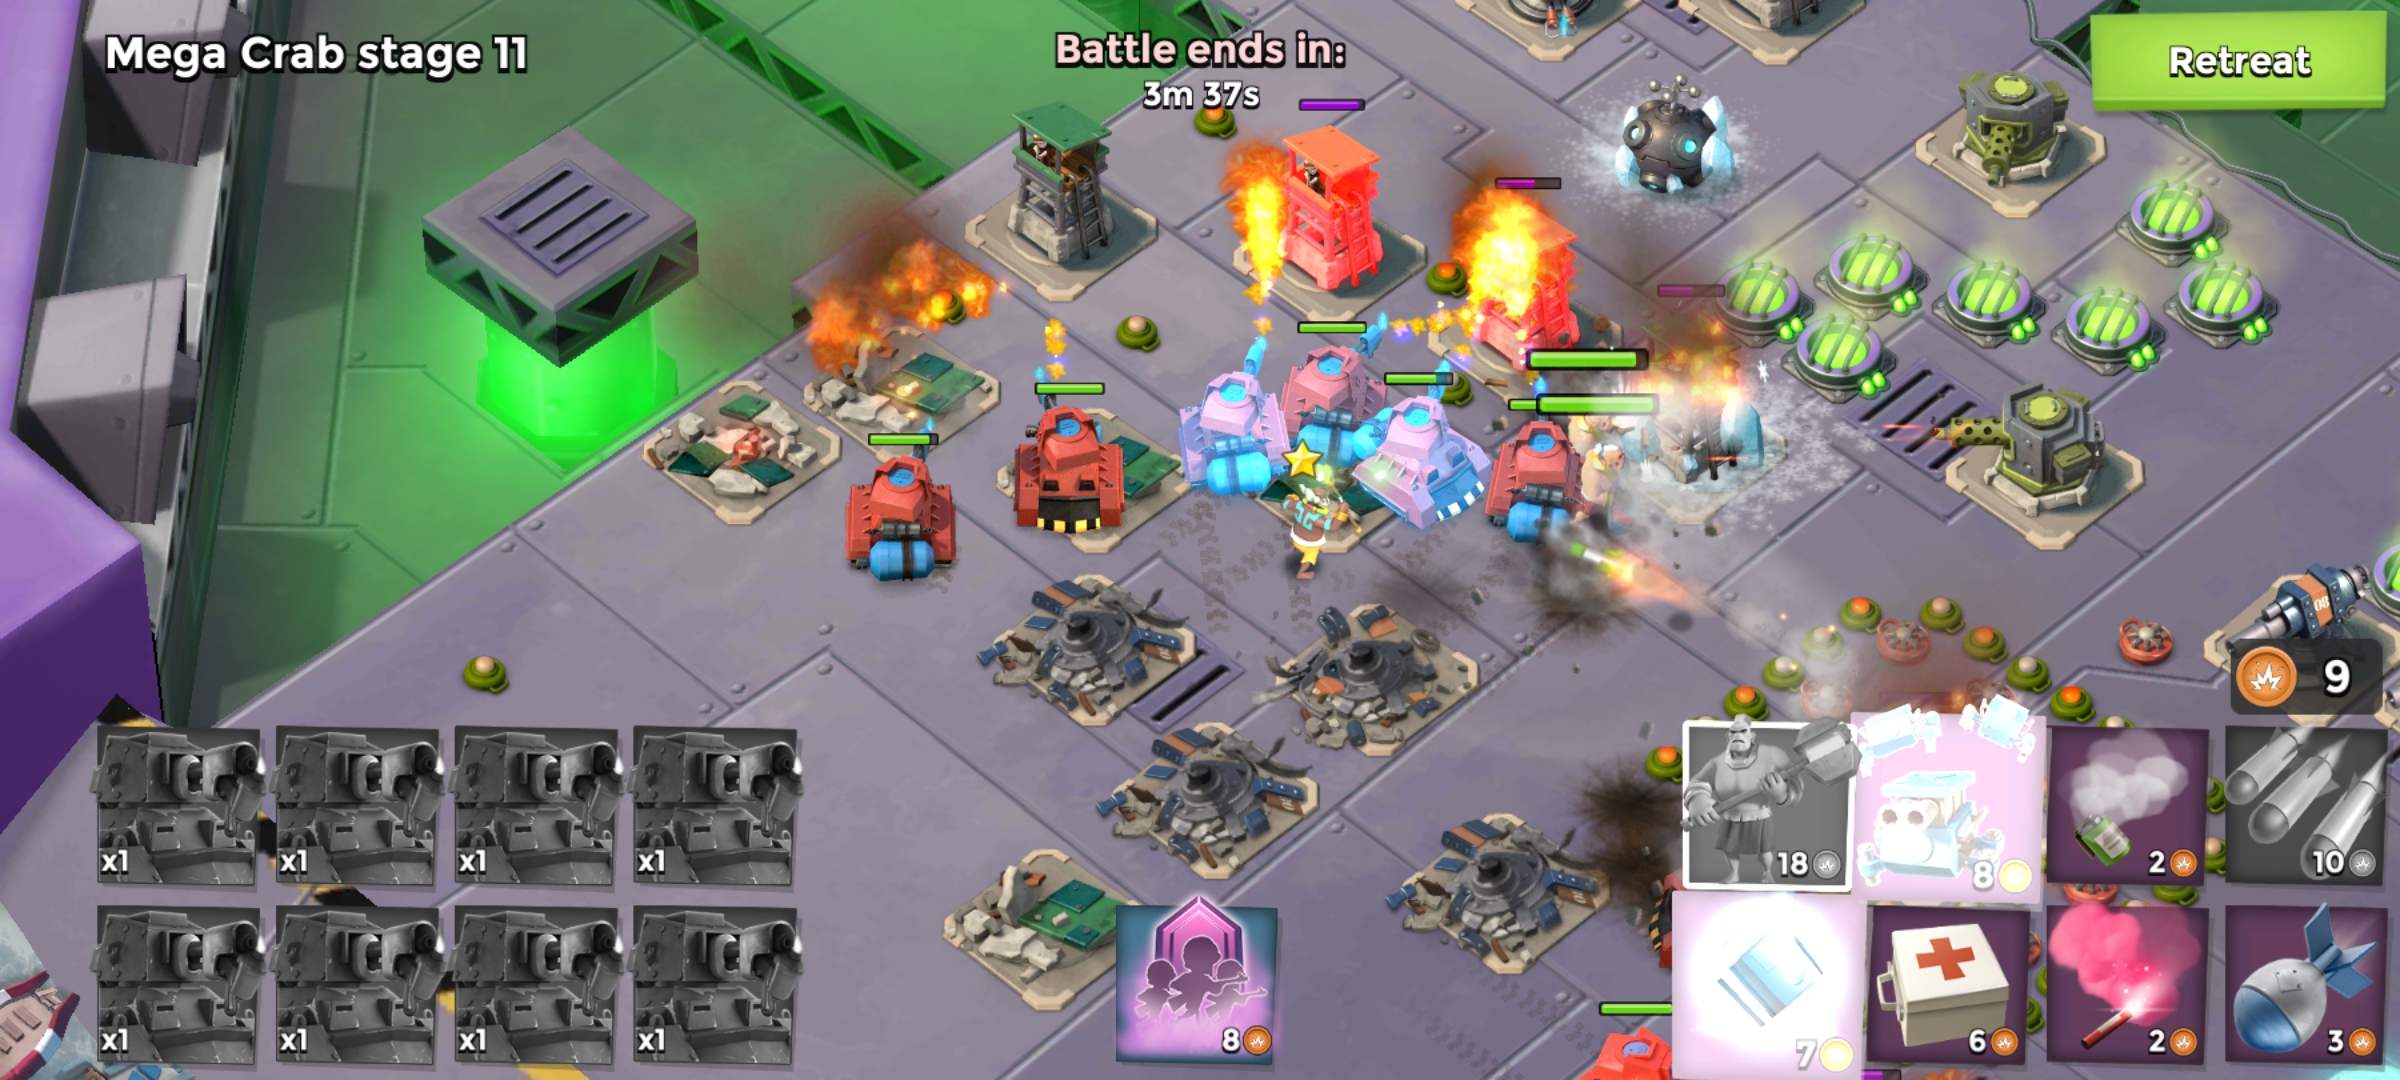 Mega Crab stage 11
Battle ends in:
3m 37s
Retreat
9
x1
x1
x1
x1
18
8
2
10
x1
x1
x1
x1
8
7
6
2
3